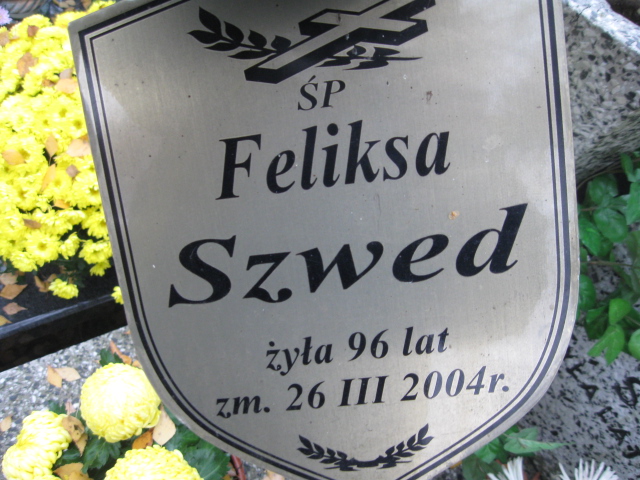 ŚP
Feliksa
Szwed
żyła 96 lat
zm. 26 III 2004r.